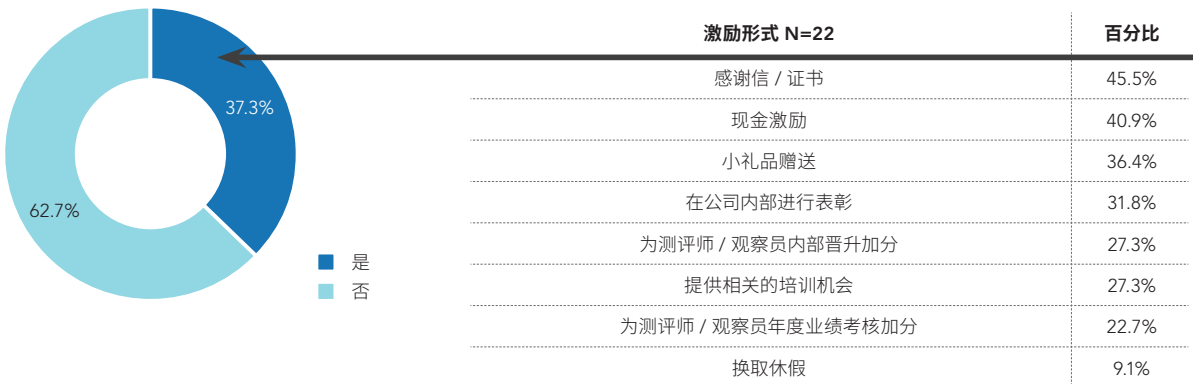 37.3%
62.7%
是
否
激励形式 N=22 百分比
感谢信 / 证书 45.5%
现金激励 40.9%
小礼品赠送 36.4%
在公司内部进行表彰 31.8%
为测评师 / 观察员内部晋升加分 27.3%
提供相关的培训机会 27.3%
为测评师 / 观察员年度业绩考核加分 22.7%
换取休假 9.1%